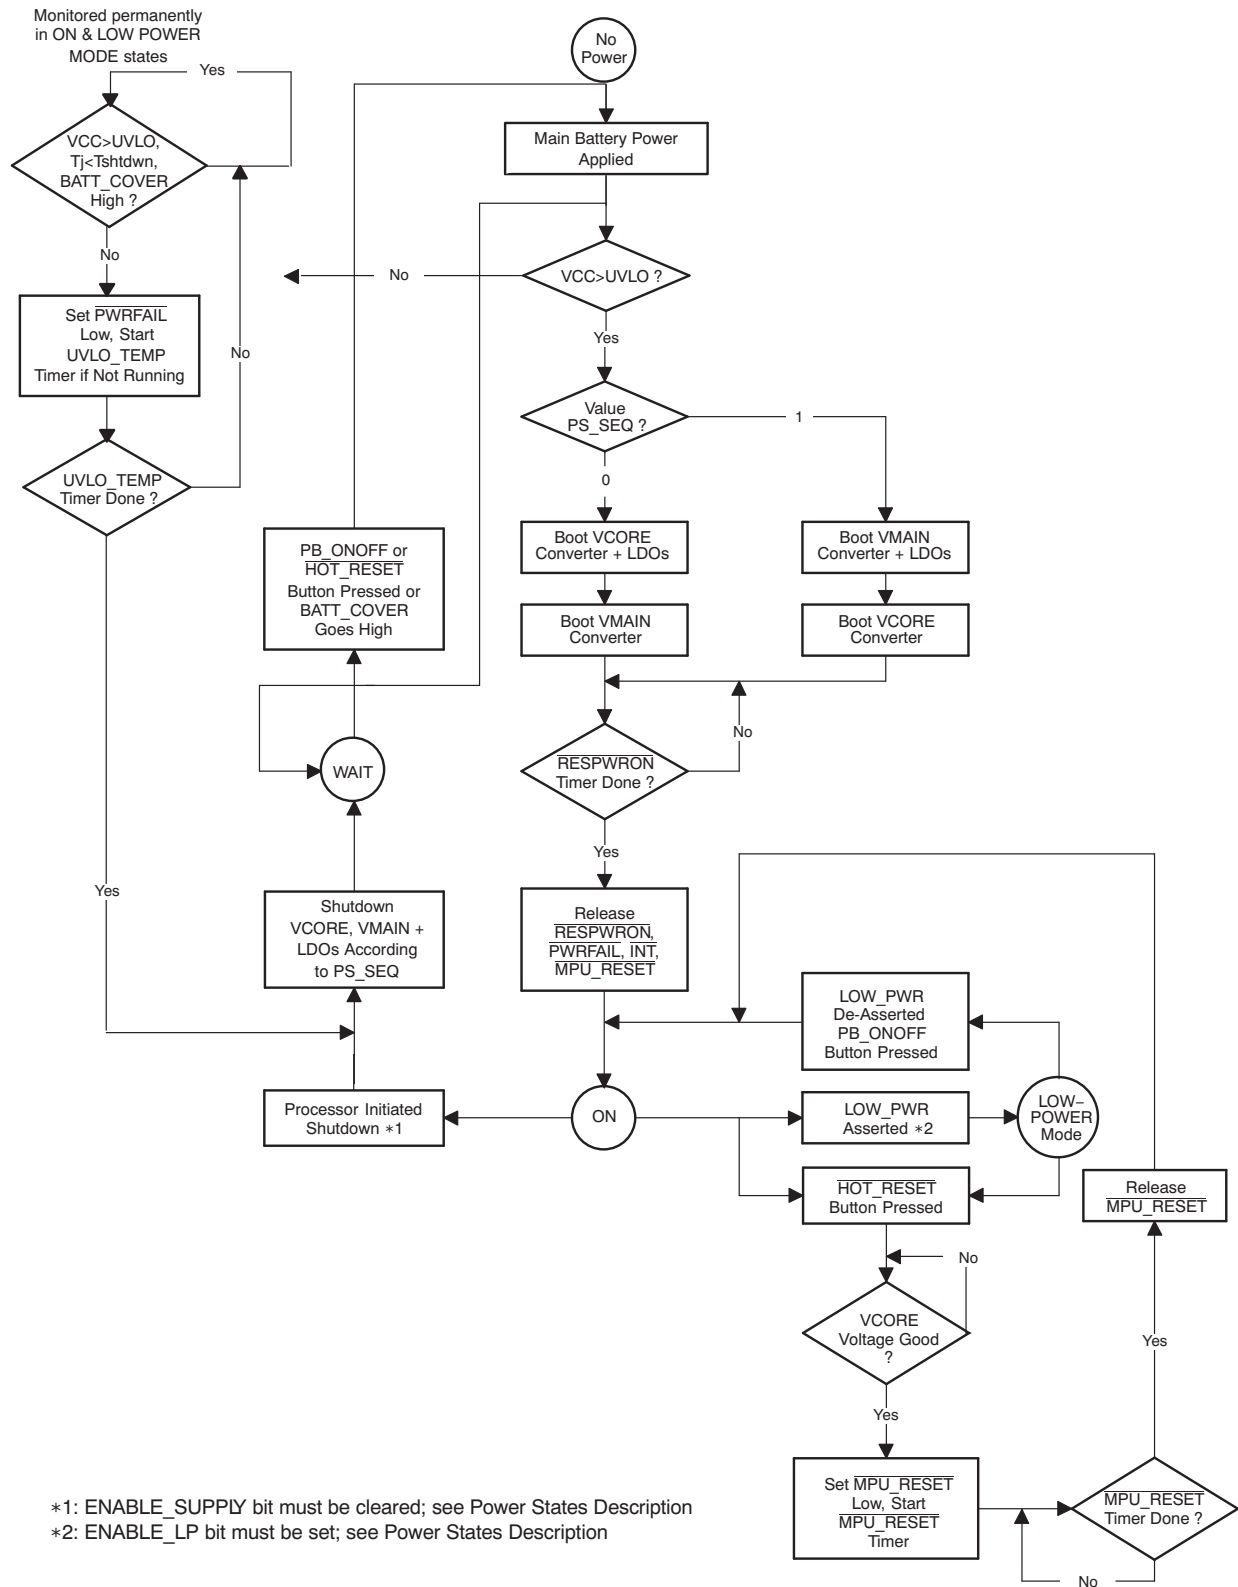 Monitored permanently
in ON & LOW POWER
MODE states
Yes
VCC>UVLO,
Tj<Tshtdwn,
BATT_COVER
High ?
No
Set PWRFAIL
Low, Start
UVLO_TEMP
Timer if Not Running
No
UVLO_TEMP
Timer Done ?
Yes
No
Power
Main Battery Power
Applied
VCC>UVLO ?
No
Yes
Value
PS_SEQ ?
1
0
Boot VCORE
Converter + LDOs
Boot VMAIN
Converter + LDOs
Boot VMAIN
Converter
Boot VCORE
Converter
PB_ONOFF or
HOT_RESET
Button Pressed or
BATT_COVER
Goes High
WAIT
RESPWRON
Timer Done ?
No
Yes
Shutdown
VCORE, VMAIN +
LDOs According
to PS_SEQ
Release
RESPWRON,
PWRFAIL, INT,
MPU_RESET
LOW_PWR
De-Asserted
PB_ONOFF
Button Pressed
Processor Initiated
Shutdown *1
ON
LOW_PWR
Asserted *2
LOW–
POWER
Mode
HOT_RESET
Button Pressed
Release
MPU_RESET
No
VCORE
Voltage Good
?
Yes
Yes
Set MPU_RESET
Low, Start
MPU_RESET
Timer
MPU_RESET
Timer Done ?
No
*1: ENABLE_SUPPLY bit must be cleared; see Power States Description
*2: ENABLE_LP bit must be set; see Power States Description